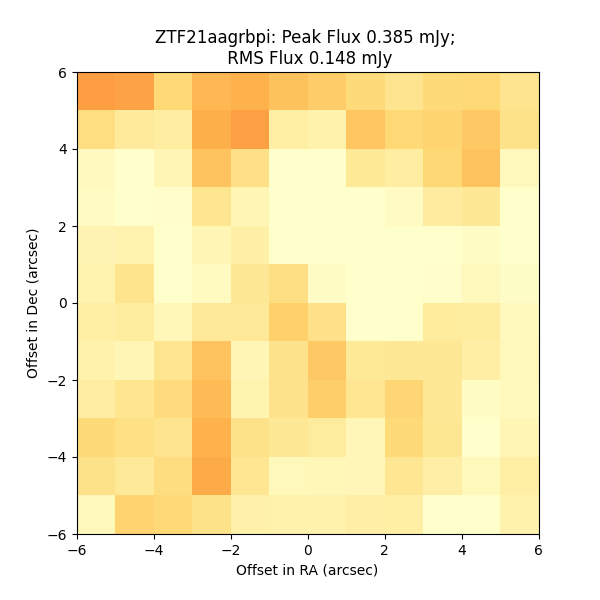 ZTF21aagrbpi: Peak Flux 0.385 mJy;
RMS Flux 0.148 mJy
6
4
2
0
−2
−4
−6
Offset in Dec (arcsec)
−6 −4 −2 0 2 4 6
Offset in RA (arcsec)